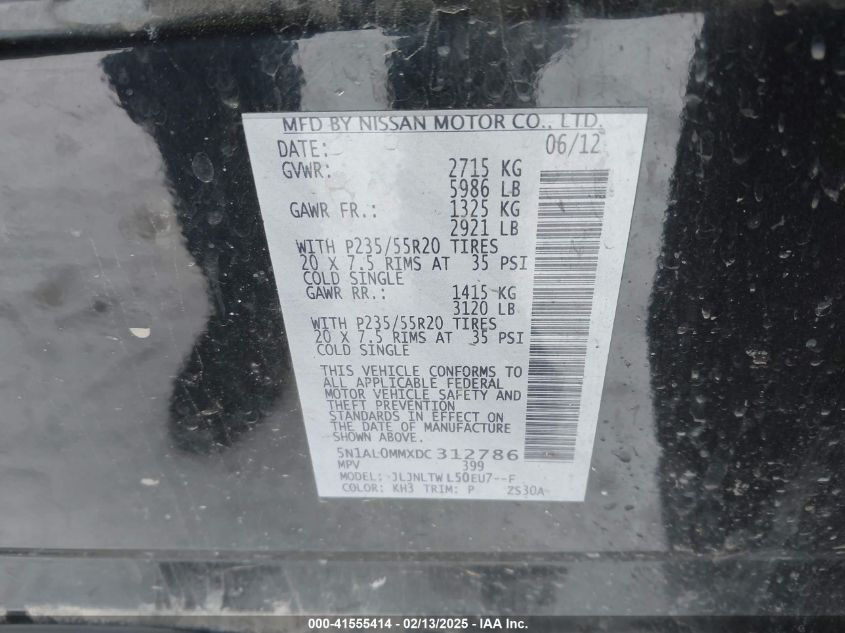 MFD BY NISSAN MOTOR CO., LTD.
DATE: 06/12
GVWR: 2715 KG
5986 LB
GAWR FR.: 1325 KG
2921 LB
WITH P235/55R20 TIRES
20 X 7.5 RIMS AT 35 PSI
COLD SINGLE
GAWR RR.: 1415 KG
3120 LB
WITH P235/55R20 TIRES
20 X 7.5 RIMS AT 35 PSI
COLD SINGLE
THIS VEHICLE CONFORMS TO
ALL APPLICABLE FEDERAL
MOTOR VEHICLE SAFETY AND
THEFT PREVENTION
STANDARDS IN EFFECT ON
THE DATE OF MANUFACTURE
SHOWN ABOVE.
5N1AL0MMXDC312786
MPV 399
MODEL: JLJNLTWL50EU7--F
COLOR: KH3 TRIM: P ZS30A
000-41555414 - 02/13/2025 - IAA Inc.